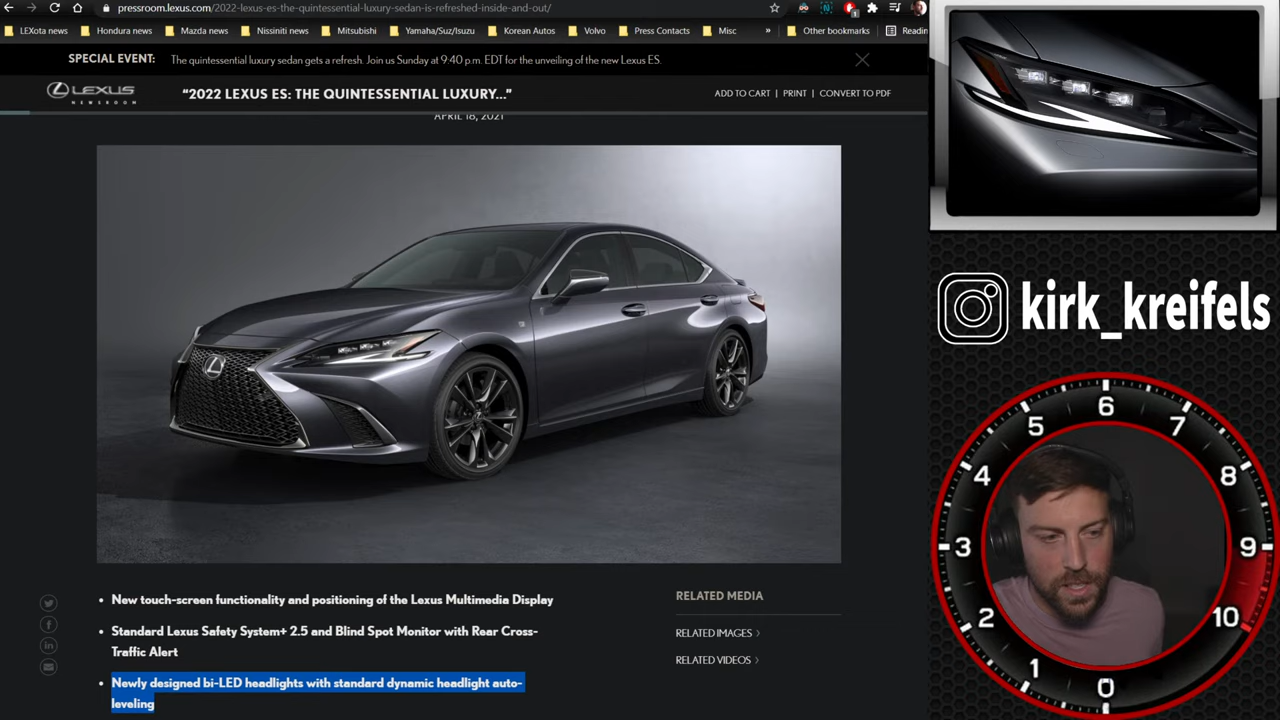 pressroom.lexus.com/2022-lexus-es-the-quintessential-luxury-sedan-is-refreshed-inside-and-out/
LEXota news Hondura news Mazda news Nissiniti news Mitsubishi Yamaha/Suz/Isuzu Korean Autos Volvo Press Contacts Misc » Other bookmarks Readin
SPECIAL EVENT: The quintessential luxury sedan gets a refresh. Join us Sunday at 9:40 p.m. EDT for the unveiling of the new Lexus ES.
LEXUS
NEWSROOM
“2022 LEXUS ES: THE QUINTESSENTIAL LUXURY...”
ADD TO CART | PRINT | CONVERT TO PDF
APRIL 18, 2021
• New touch-screen functionality and positioning of the Lexus Multimedia Display
• Standard Lexus Safety System+ 2.5 and Blind Spot Monitor with Rear Cross-
Traffic Alert
• Newly designed bi-LED headlights with standard dynamic headlight auto-
leveling
RELATED MEDIA
RELATED IMAGES >
RELATED VIDEOS >
kirk_kreifels
0
1
2
3
4
5
6
7
8
9
10